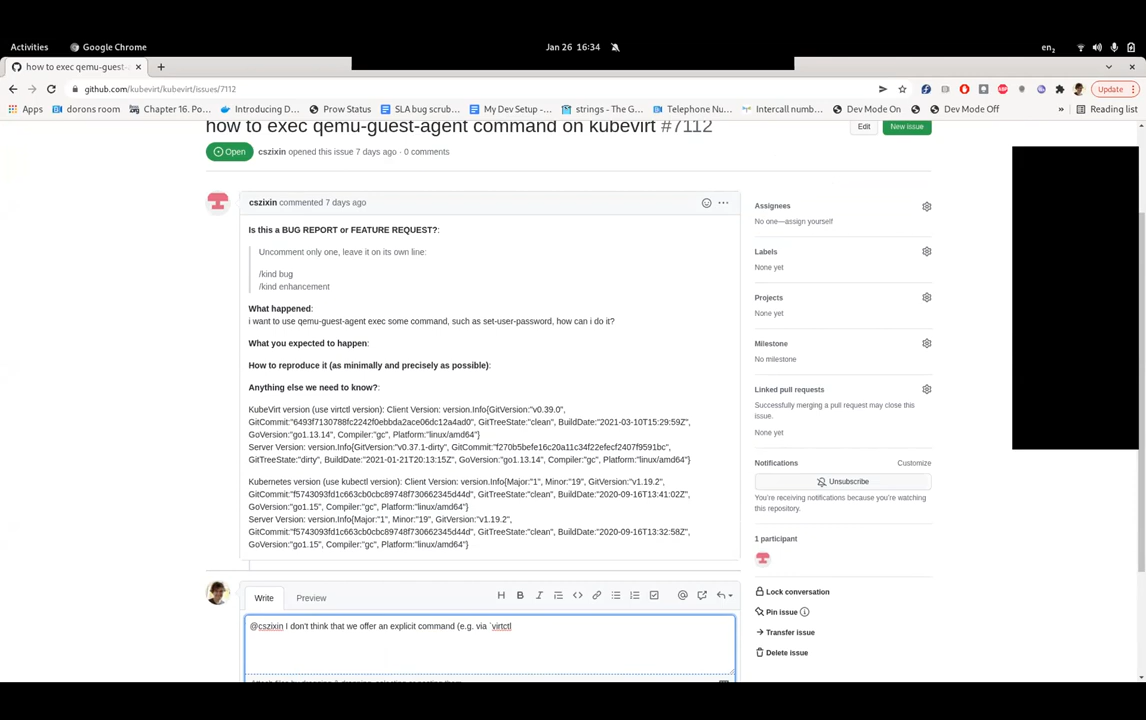 Activities
Google Chrome
Jan 26 16:34
en₂
how to exec qemu-guest-
github.com/kubevirt/kubevirt/issues/7112
Update
Apps
dorons room
Chapter 16. Po...
Introducing D...
Prow Status
SLA bug scrub...
My Dev Setup -...
strings - The G...
Telephone Nu...
Intercall numb...
Dev Mode On
Dev Mode Off
»
Reading list
how to exec qemu-guest-agent command on kubevirt #7112
Edit
New issue
Open
cszixin opened this issue 7 days ago · 0 comments
cszixin commented 7 days ago
Is this a BUG REPORT or FEATURE REQUEST?:
Uncomment only one, leave it on its own line:
/kind bug
/kind enhancement
What happened:
i want to use qemu-guest-agent exec some command, such as set-user-password, how can i do it?
What you expected to happen:
How to reproduce it (as minimally and precisely as possible):
Anything else we need to know?:
KubeVirt version (use virtctl version): Client Version: version.Info{GitVersion:"v0.39.0",
GitCommit:"6493f7130788fc2242f0ebbda2ace06dc12a4ad0", GitTreeState:"clean", BuildDate:"2021-03-10T15:29:59Z",
GoVersion:"go1.13.14", Compiler:"gc", Platform:"linux/amd64"}
Server Version: version.Info{GitVersion:"v0.37.1-dirty", GitCommit:"f270b5befe16c20a11c34f22efecf2407f9591bc",
GitTreeState:"dirty", BuildDate:"2021-01-21T20:13:15Z", GoVersion:"go1.13.14", Compiler:"gc", Platform:"linux/amd64"}
Kubernetes version (use kubectl version): Client Version: version.Info{Major:"1", Minor:"19", GitVersion:"v1.19.2",
GitCommit:"f5743093fd1c663cb0cbc89748f730662345d44d", GitTreeState:"clean", BuildDate:"2020-09-16T13:41:02Z",
GoVersion:"go1.15", Compiler:"gc", Platform:"linux/amd64"}
Server Version: version.Info{Major:"1", Minor:"19", GitVersion:"v1.19.2",
GitCommit:"f5743093fd1c663cb0cbc89748f730662345d44d", GitTreeState:"clean", BuildDate:"2020-09-16T13:32:58Z",
GoVersion:"go1.15", Compiler:"gc", Platform:"linux/amd64"}
Write
Preview
@cszixin I don't think that we offer an explicit command (e.g. via `virtctl
Assignees
No one—assign yourself
Labels
None yet
Projects
None yet
Milestone
No milestone
Linked pull requests
Successfully merging a pull request may close this
issue.
None yet
Notifications
Customize
Unsubscribe
You're receiving notifications because you're watching
this repository.
1 participant
Lock conversation
Pin issue
Transfer issue
Delete issue